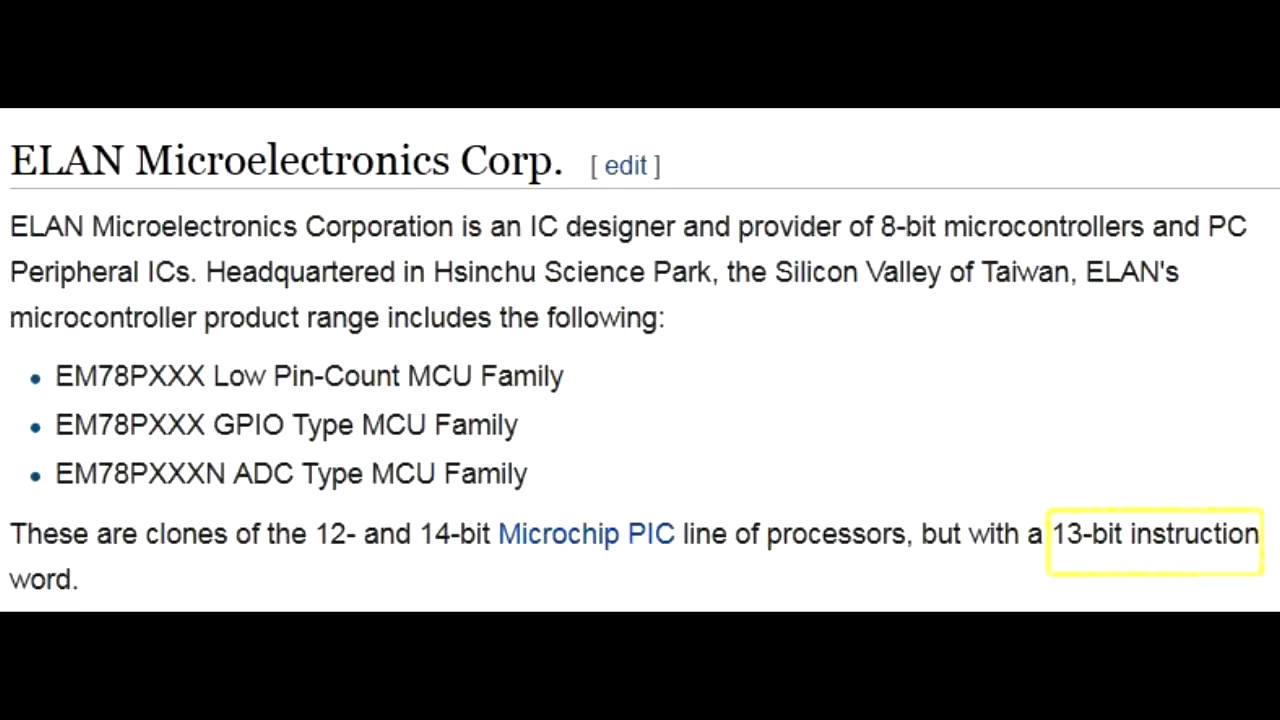 ELAN Microelectronics Corp. [ edit ]
ELAN Microelectronics Corporation is an IC designer and provider of 8-bit microcontrollers and PC
Peripheral ICs. Headquartered in Hsinchu Science Park, the Silicon Valley of Taiwan, ELAN's
microcontroller product range includes the following:
• EM78PXXX Low Pin-Count MCU Family
• EM78PXXX GPIO Type MCU Family
• EM78PXXXN ADC Type MCU Family
These are clones of the 12- and 14-bit Microchip PIC line of processors, but with a 13-bit instruction
word.